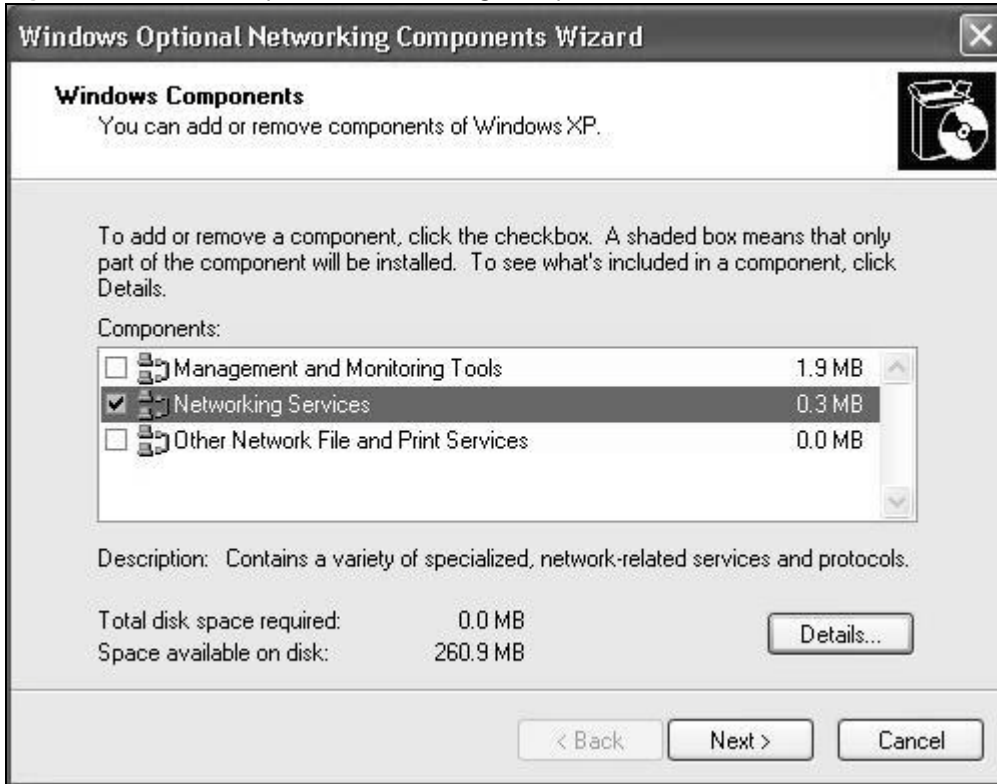 Windows Optional Networking Components Wizard
Windows Components
You can add or remove components of Windows XP.
To add or remove a component, click the checkbox. A shaded box means that only
part of the component will be installed. To see what's included in a component, click
Details.
Components:
Management and Monitoring Tools 1.9 MB
Networking Services 0.3 MB
Other Network File and Print Services 0.0 MB
Description: Contains a variety of specialized, network-related services and protocols.
Total disk space required: 0.0 MB
Space available on disk: 260.9 MB
Details...
< Back Next > Cancel